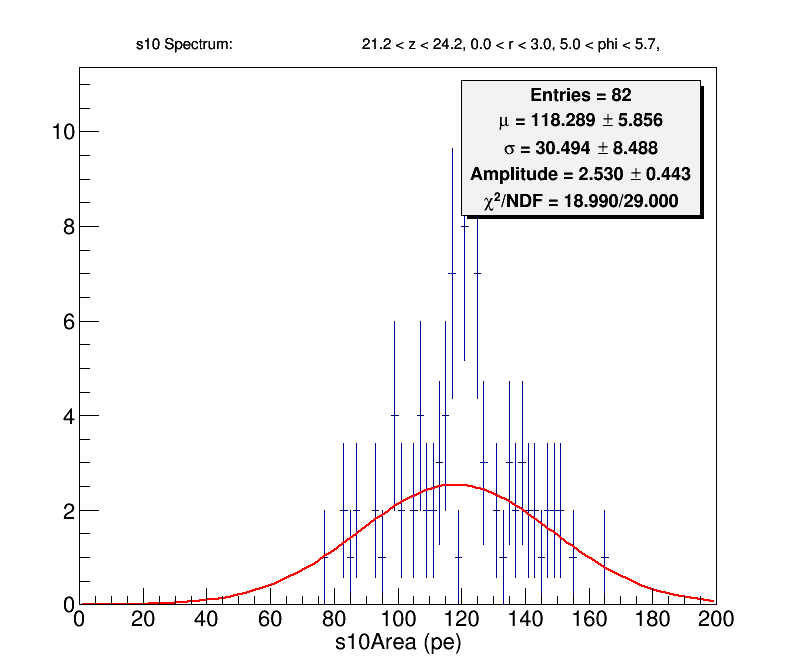 s10 Spectrum: 21.2 < z < 24.2, 0.0 < r < 3.0, 5.0 < phi < 5.7,
Entries = 82
μ = 118.289 ± 5.856
σ = 30.494 ± 8.488
Amplitude = 2.530 ± 0.443
χ²/NDF = 18.990/29.000
10
8
6
4
2
0
0 20 40 60 80 100 120 140 160 180 200
s10Area (pe)